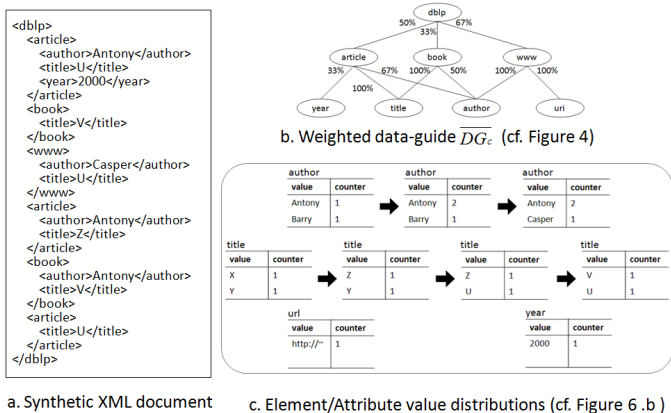 <dblp>
<article>
<author>Antony</author>
<title>U</title>
<year>2000</year>
</article>
<book>
<title>V</title>
</book>
<www>
<author>Casper</author>
<title>U</title>
</www>
<article>
<author>Antony</author>
<title>Z</title>
</article>
<book>
<author>Antony</author>
<title>V</title>
</book>
<article>
<title>U</title>
</article>
</dblp>
a. Synthetic XML document
dblp
50% 33% 67%
article book www
33% 67% 100% 50% 100% 100%
100%
year title author uri
b. Weighted data-guide DGc (cf. Figure 4)
author author author
value counter value counter value counter
Antony 1 Antony 2 Antony 2
Barry 1 Barry 1 Casper 1
title title title title
value counter value counter value counter value counter
X 1 Z 1 Z 1 V 1
Y 1 Y 1 U 1 U 1
url year
value counter value counter
http://~ 1 2000 1
c. Element/Attribute value distributions (cf. Figure 6 .b )